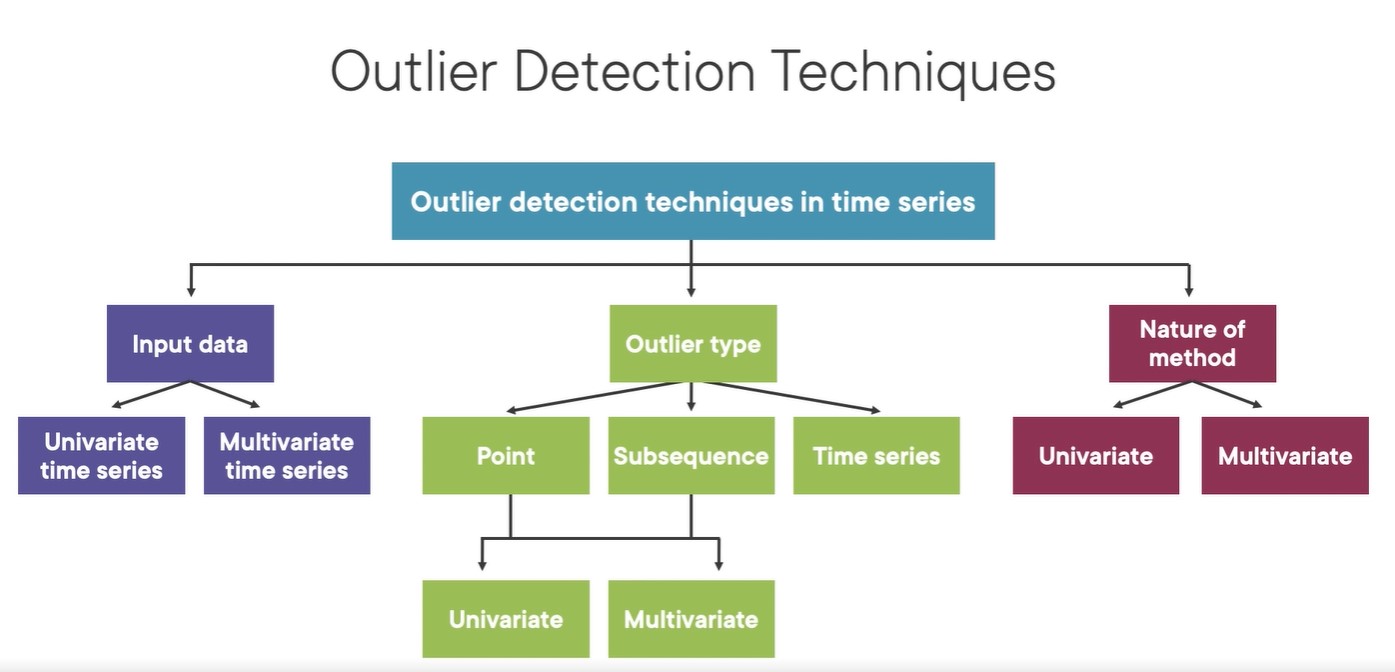 Outlier Detection Techniques
Outlier detection techniques in time series
Input data
Outlier type
Nature of
method
Univariate
time series
Multivariate
time series
Point
Subsequence
Time series
Univariate
Multivariate
Univariate
Multivariate